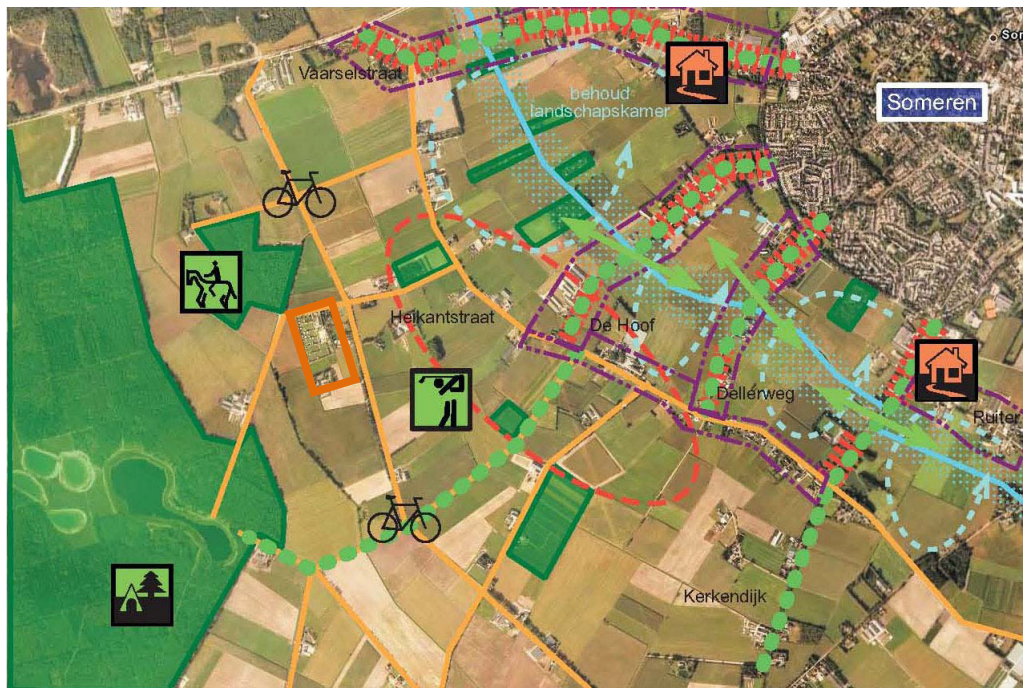 Vaarselstraat
behoud
landschapskamer
Someren
Heikantstraat
De Hoof
Dellerweg
Ruiter
Kerkendijk